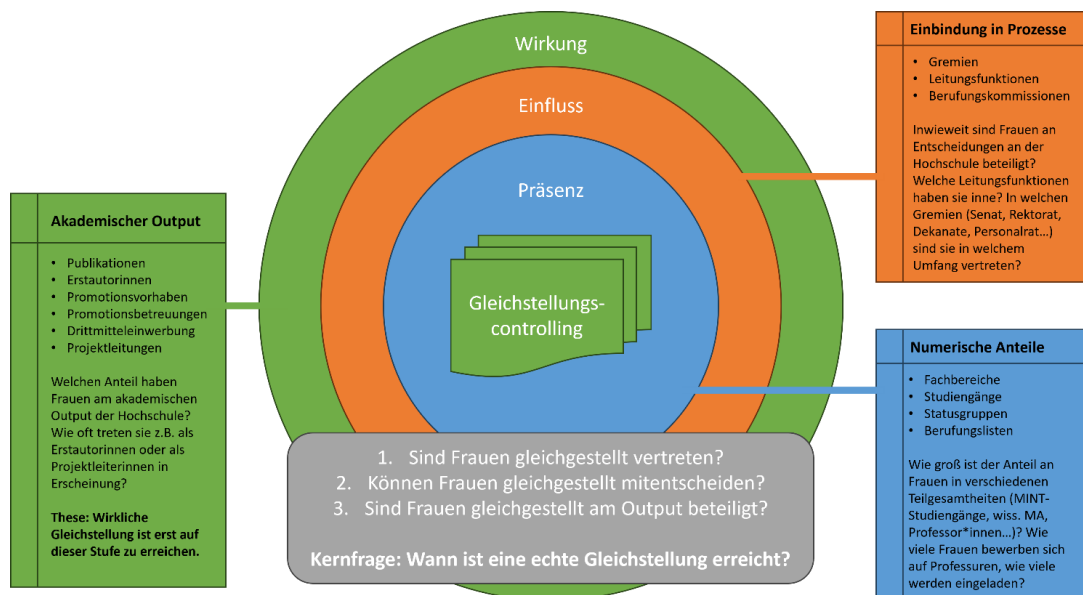 Wirkung
Einfluss
Präsenz
Gleichstellungs-
controlling
Akademischer Output
• Publikationen
• Erstautorinnen
• Promotionsvorhaben
• Promotionsbetreuungen
• Drittmitteleinwerbung
• Projektleitungen
Welchen Anteil haben
Frauen am akademischen
Output der Hochschule?
Wie oft treten sie z.B. als
Erstautorinnen oder als
Projektleiterinnen in
Erscheinung?
These: Wirkliche
Gleichstellung ist erst auf
dieser Stufe zu erreichen.
Einbindung in Prozesse
• Gremien
• Leitungsfunktionen
• Berufungskommissionen
Inwieweit sind Frauen an
Entscheidungen an der
Hochschule beteiligt?
Welche Leitungsfunktionen
haben sie inne? In welchen
Gremien (Senat, Rektorat,
Dekanate, Personalrat...)
sind sie in welchem
Umfang vertreten?
Numerische Anteile
• Fachbereiche
• Studiengänge
• Statusgruppen
• Berufungslisten
Wie groß ist der Anteil an
Frauen in verschiedenen
Teilgesamtheiten (MINT-
Studiengänge, wiss. MA,
Professor*innen...)? Wie
viele Frauen bewerben sich
auf Professuren, wie viele
werden eingeladen?
1. Sind Frauen gleichgestellt vertreten?
2. Können Frauen gleichgestellt mitentscheiden?
3. Sind Frauen gleichgestellt am Output beteiligt?
Kernfrage: Wann ist eine echte Gleichstellung erreicht?